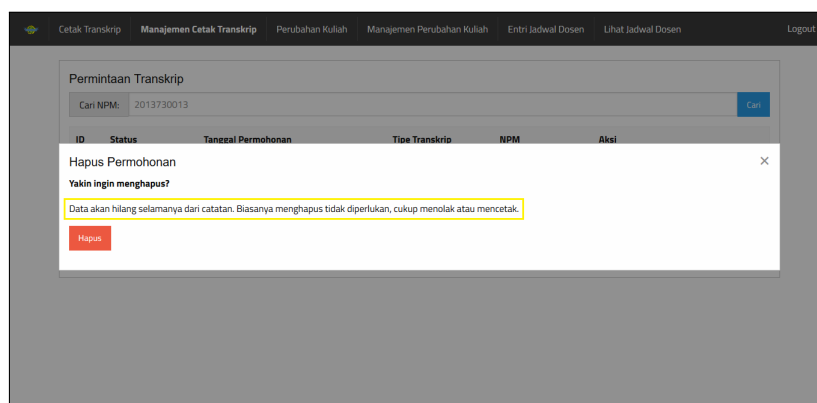 Cetak Transkrip Manajemen Cetak Transkrip Perubahan Kuliah Manajemen Perubahan Kuliah Entri Jadwal Dosen Lihat Jadwal Dosen Logout
Permintaan Transkrip
Cari NPM: 2013730013 Cari
ID Status Tanggal Permohonan Tipe Transkrip NPM Aksi
Hapus Permohonan ×
Yakin ingin menghapus?
Data akan hilang selamanya dari catatan. Biasanya menghapus tidak diperlukan, cukup menolak atau mencetak.
Hapus